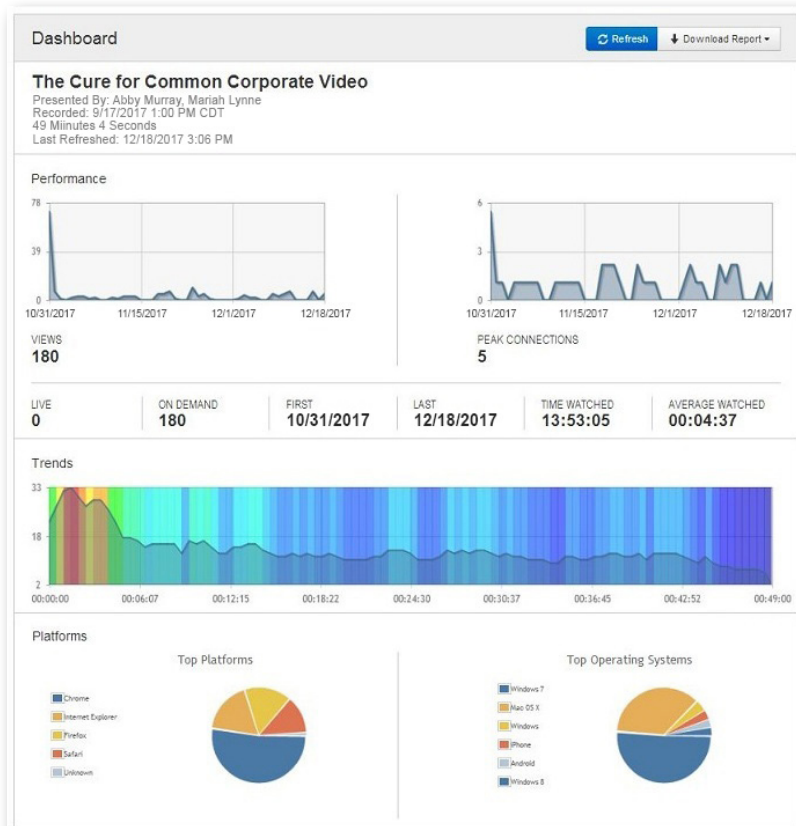 Dashboard
Refresh
Download Report
The Cure for Common Corporate Video
Presented By: Abby Murray, Mariah Lynne
Recorded: 9/17/2017 1:00 PM CDT
49 Miinutes 4 Seconds
Last Refreshed: 12/18/2017 3:06 PM
Performance
78
39
0
10/31/2017 11/15/2017 12/1/2017 12/18/2017
6
3
0
10/31/2017 11/15/2017 12/1/2017 12/18/2017
VIEWS
180
PEAK CONNECTIONS
5
LIVE
0
ON DEMAND
180
FIRST
10/31/2017
LAST
12/18/2017
TIME WATCHED
13:53:05
AVERAGE WATCHED
00:04:37
Trends
33
18
2
00:00:00 00:06:07 00:12:15 00:18:22 00:24:30 00:30:37 00:36:45 00:42:52 00:49:00
Platforms
Top Platforms
Chrome
Internet Explorer
Firefox
Safari
Unknown
Top Operating Systems
Windows 7
Mac OS X
Windows
iPhone
Android
Windows 8